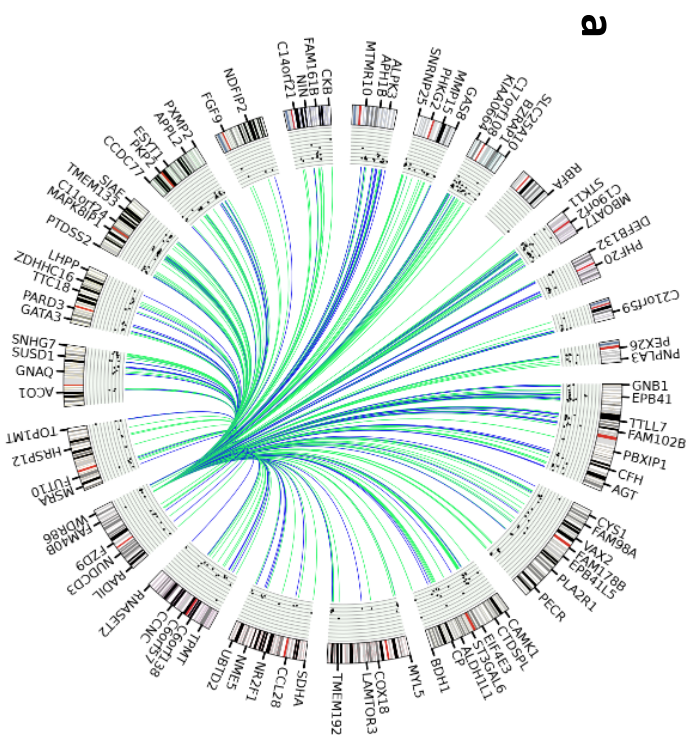 a
GNB1
EPB41
TTLL7
FAM102B
PBXIP1
CFH
AGT
CYS1
FAM98A
VAX2
FAM178B
EPB41L5
PLA2R1
PECR
CAMK1
CTDSPL
EIF4E3
ST3GAL6
ALDH1L1
CP
BDH1
MYL5
COX18
LAMTOR3
TMEM192
SDHA
CCL28
NR2F1
NME5
UBTD2
TPMT
C6orf138
C6orf57
CCNC
RNASET2
RADIL
NUDCD3
FZD9
WDR86
FAM40B
MSRA
FUT10
HRSP12
TOP1MT
ACO1
GNAQ
SUSD1
SNHG7
GATA3
PARD3
TTC18
ZDHHC16
LHPP
PTDSS2
MAPK8IP1
C11orf24
TMEM133
SIAE
CCDC77
PKP2
ESYT1
APPL2
PXMP2
FGF9
NDFIP2
C14orf21
NIN
FAM161B
CKB
MTMR10
APH1B
ALPK3
SNRNP25
PHKG2
MMP15
GAS8
KIAA0664
C17orf108
BZRAP1
SLC25A10
RBFA
STK11
C19orf2
MBOAT7
DEFB132
PHF20
C21orf59
PEX26
PNPLA3